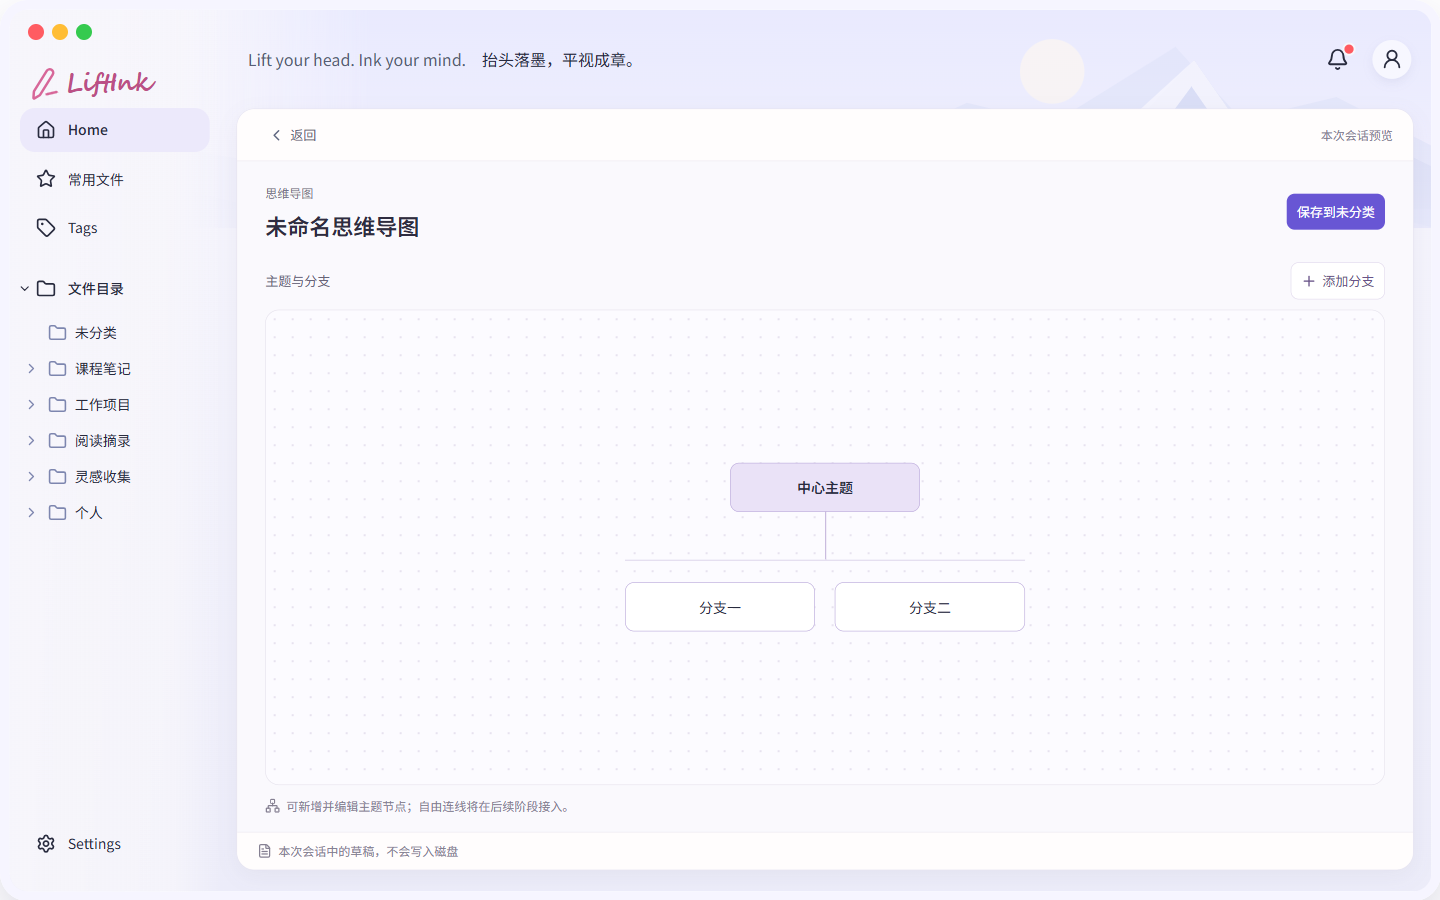 LiftInk
Lift your head. Ink your mind. 抬头落墨，平视成章。
Home
常用文件
Tags
文件目录
未分类
课程笔记
工作项目
阅读摘录
灵感收集
个人
Settings
返回
本次会话预览
思维导图
未命名思维导图
保存到未分类
主题与分支
添加分支
中心主题
分支一
分支二
可新增并编辑主题节点；自由连线将在后续阶段接入。
本次会话中的草稿，不会写入磁盘